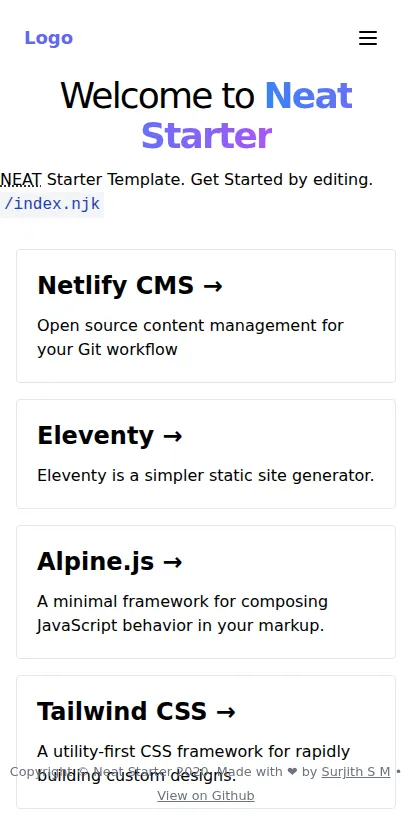 Logo
Welcome to Neat
Starter
NEAT Starter Template. Get Started by editing.
/index.njk
Netlify CMS →
Open source content management for
your Git workflow
Eleventy →
Eleventy is a simpler static site generator.
Alpine.js →
A minimal framework for composing
JavaScript behavior in your markup.
Tailwind CSS →
A utility-first CSS framework for rapidly
building custom designs.
Copyright © Neat Starter 2020. Made with ❤ by Surjith S M •
View on Github